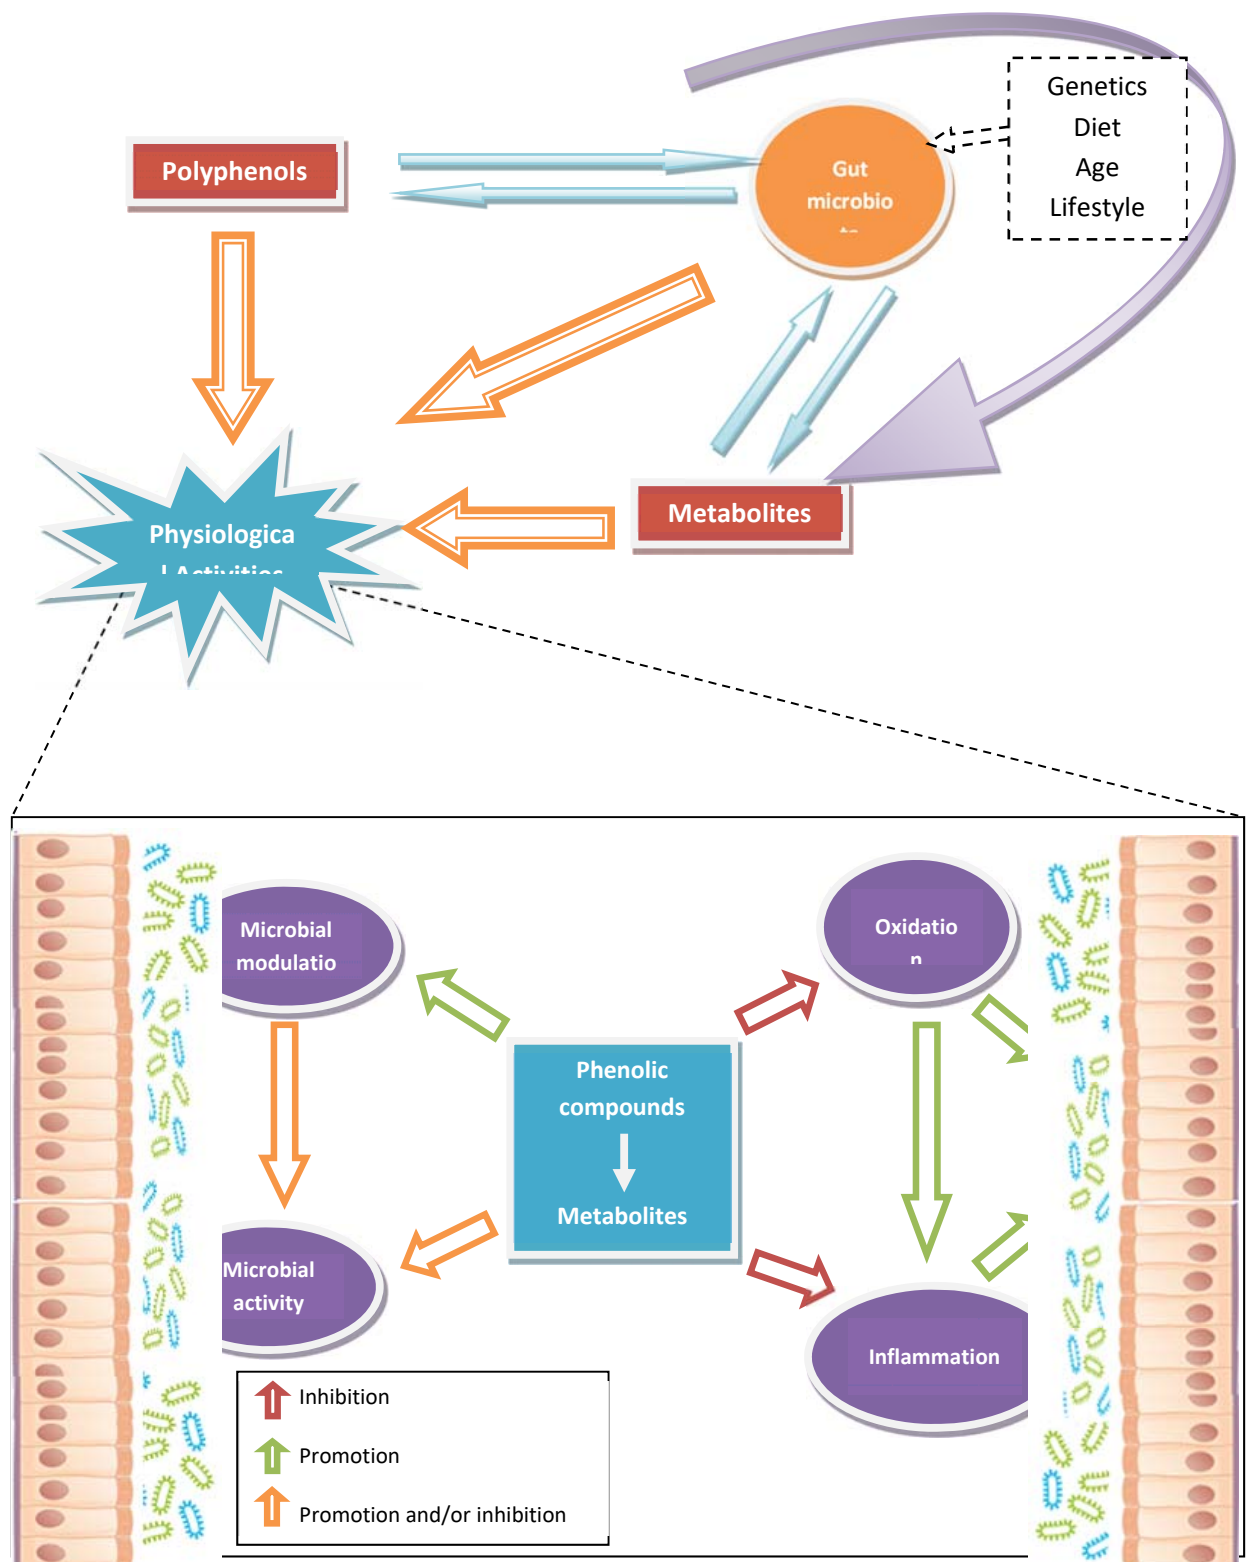 Genetics
Diet
Age
Lifestyle
Polyphenols
Gut
microbio
Metabolites
Physiologica
l Activities
Microbial
modulatio
Oxidatio
n
Phenolic
compounds
Metabolites
Microbial
activity
Inflammation
Inhibition
Promotion
Promotion and/or inhibition